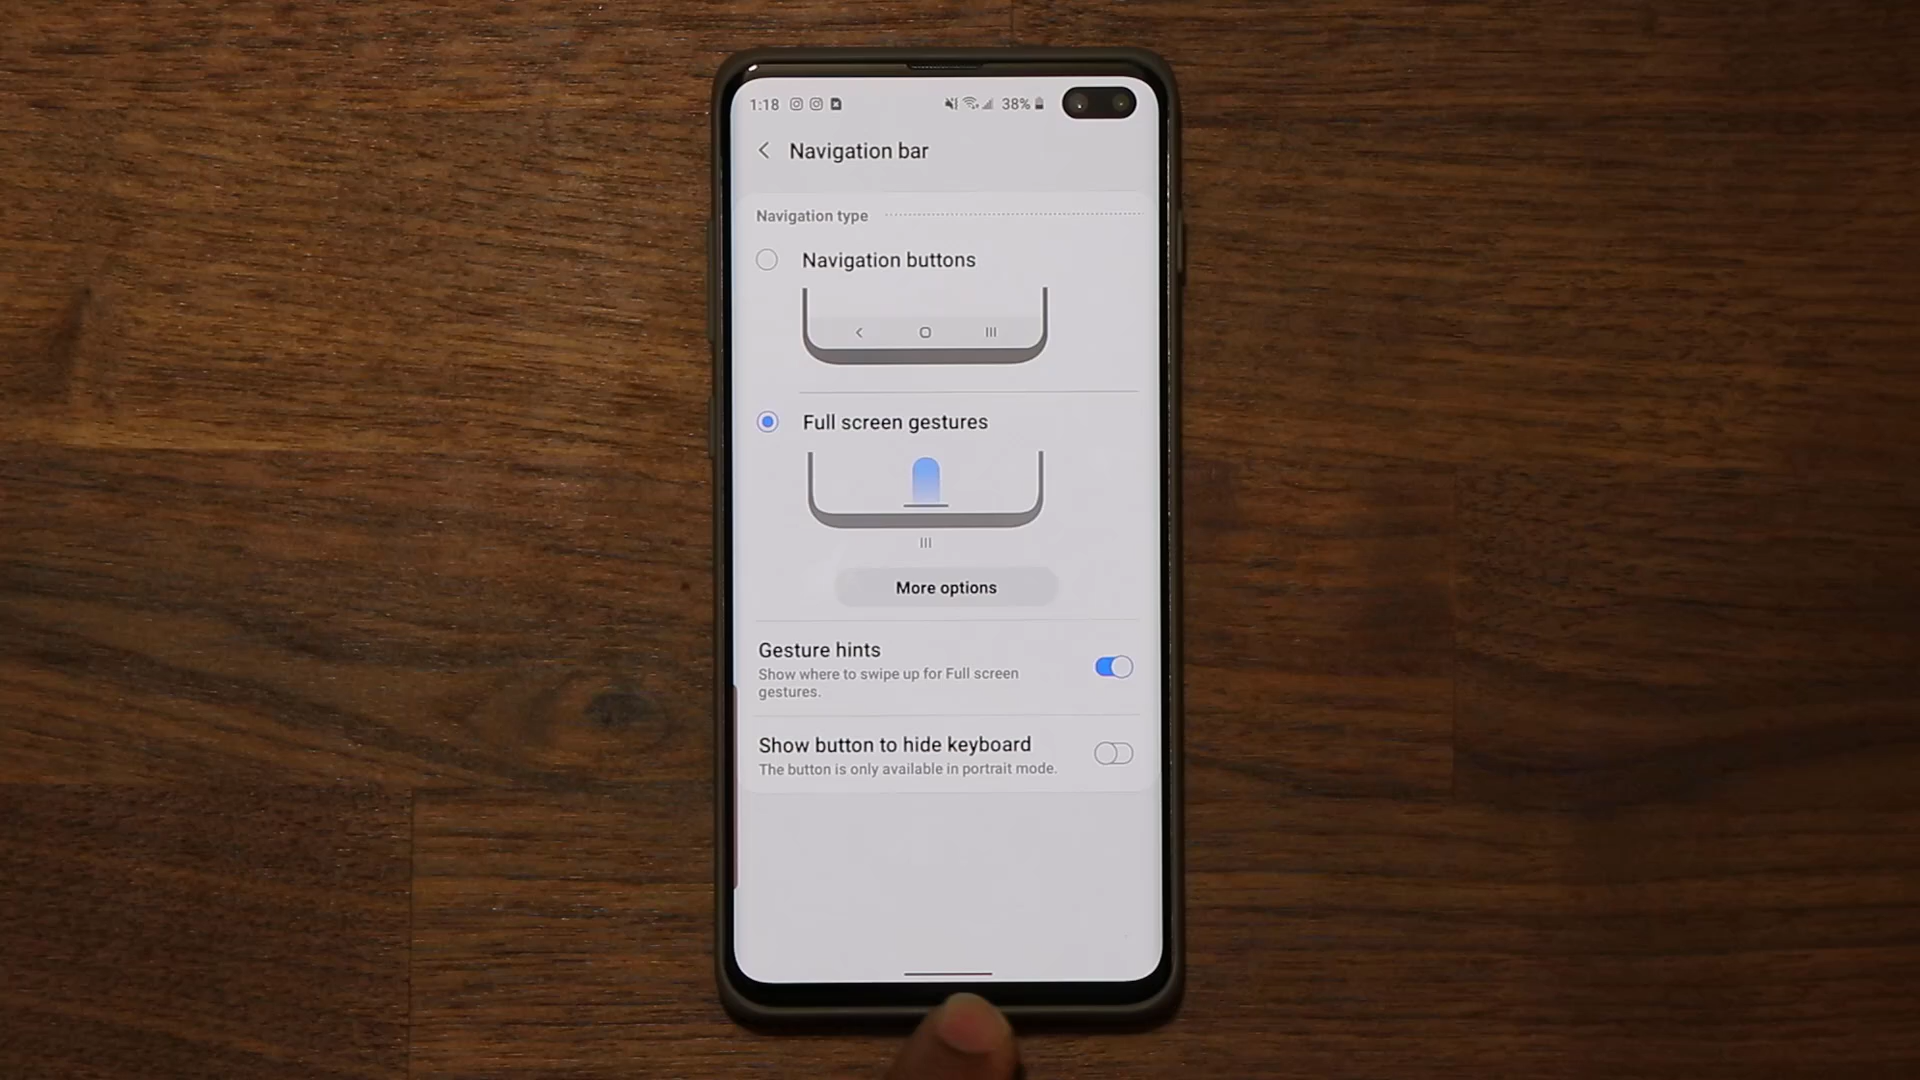 1:18 38%
Navigation bar
Navigation type
Navigation buttons
Full screen gestures
More options
Gesture hints
Show where to swipe up for Full screen
gestures.
Show button to hide keyboard
The button is only available in portrait mode.